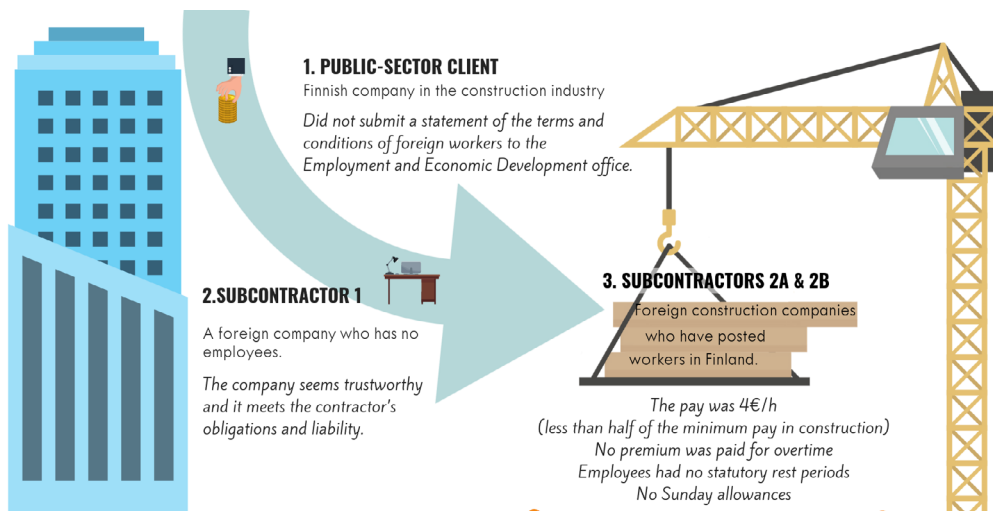 1. PUBLIC-SECTOR CLIENT
Finnish company in the construction industry
Did not submit a statement of the terms and
conditions of foreign workers to the
Employment and Economic Development office.
2.SUBCONTRACTOR 1
A foreign company who has no
employees.
The company seems trustworthy
and it meets the contractor's
obligations and liability.
3. SUBCONTRACTORS 2A & 2B
Foreign construction companies
who have posted
workers in Finland.
The pay was 4€/h
(less than half of the minimum pay in construction)
No premium was paid for overtime
Employees had no statutory rest periods
No Sunday allowances